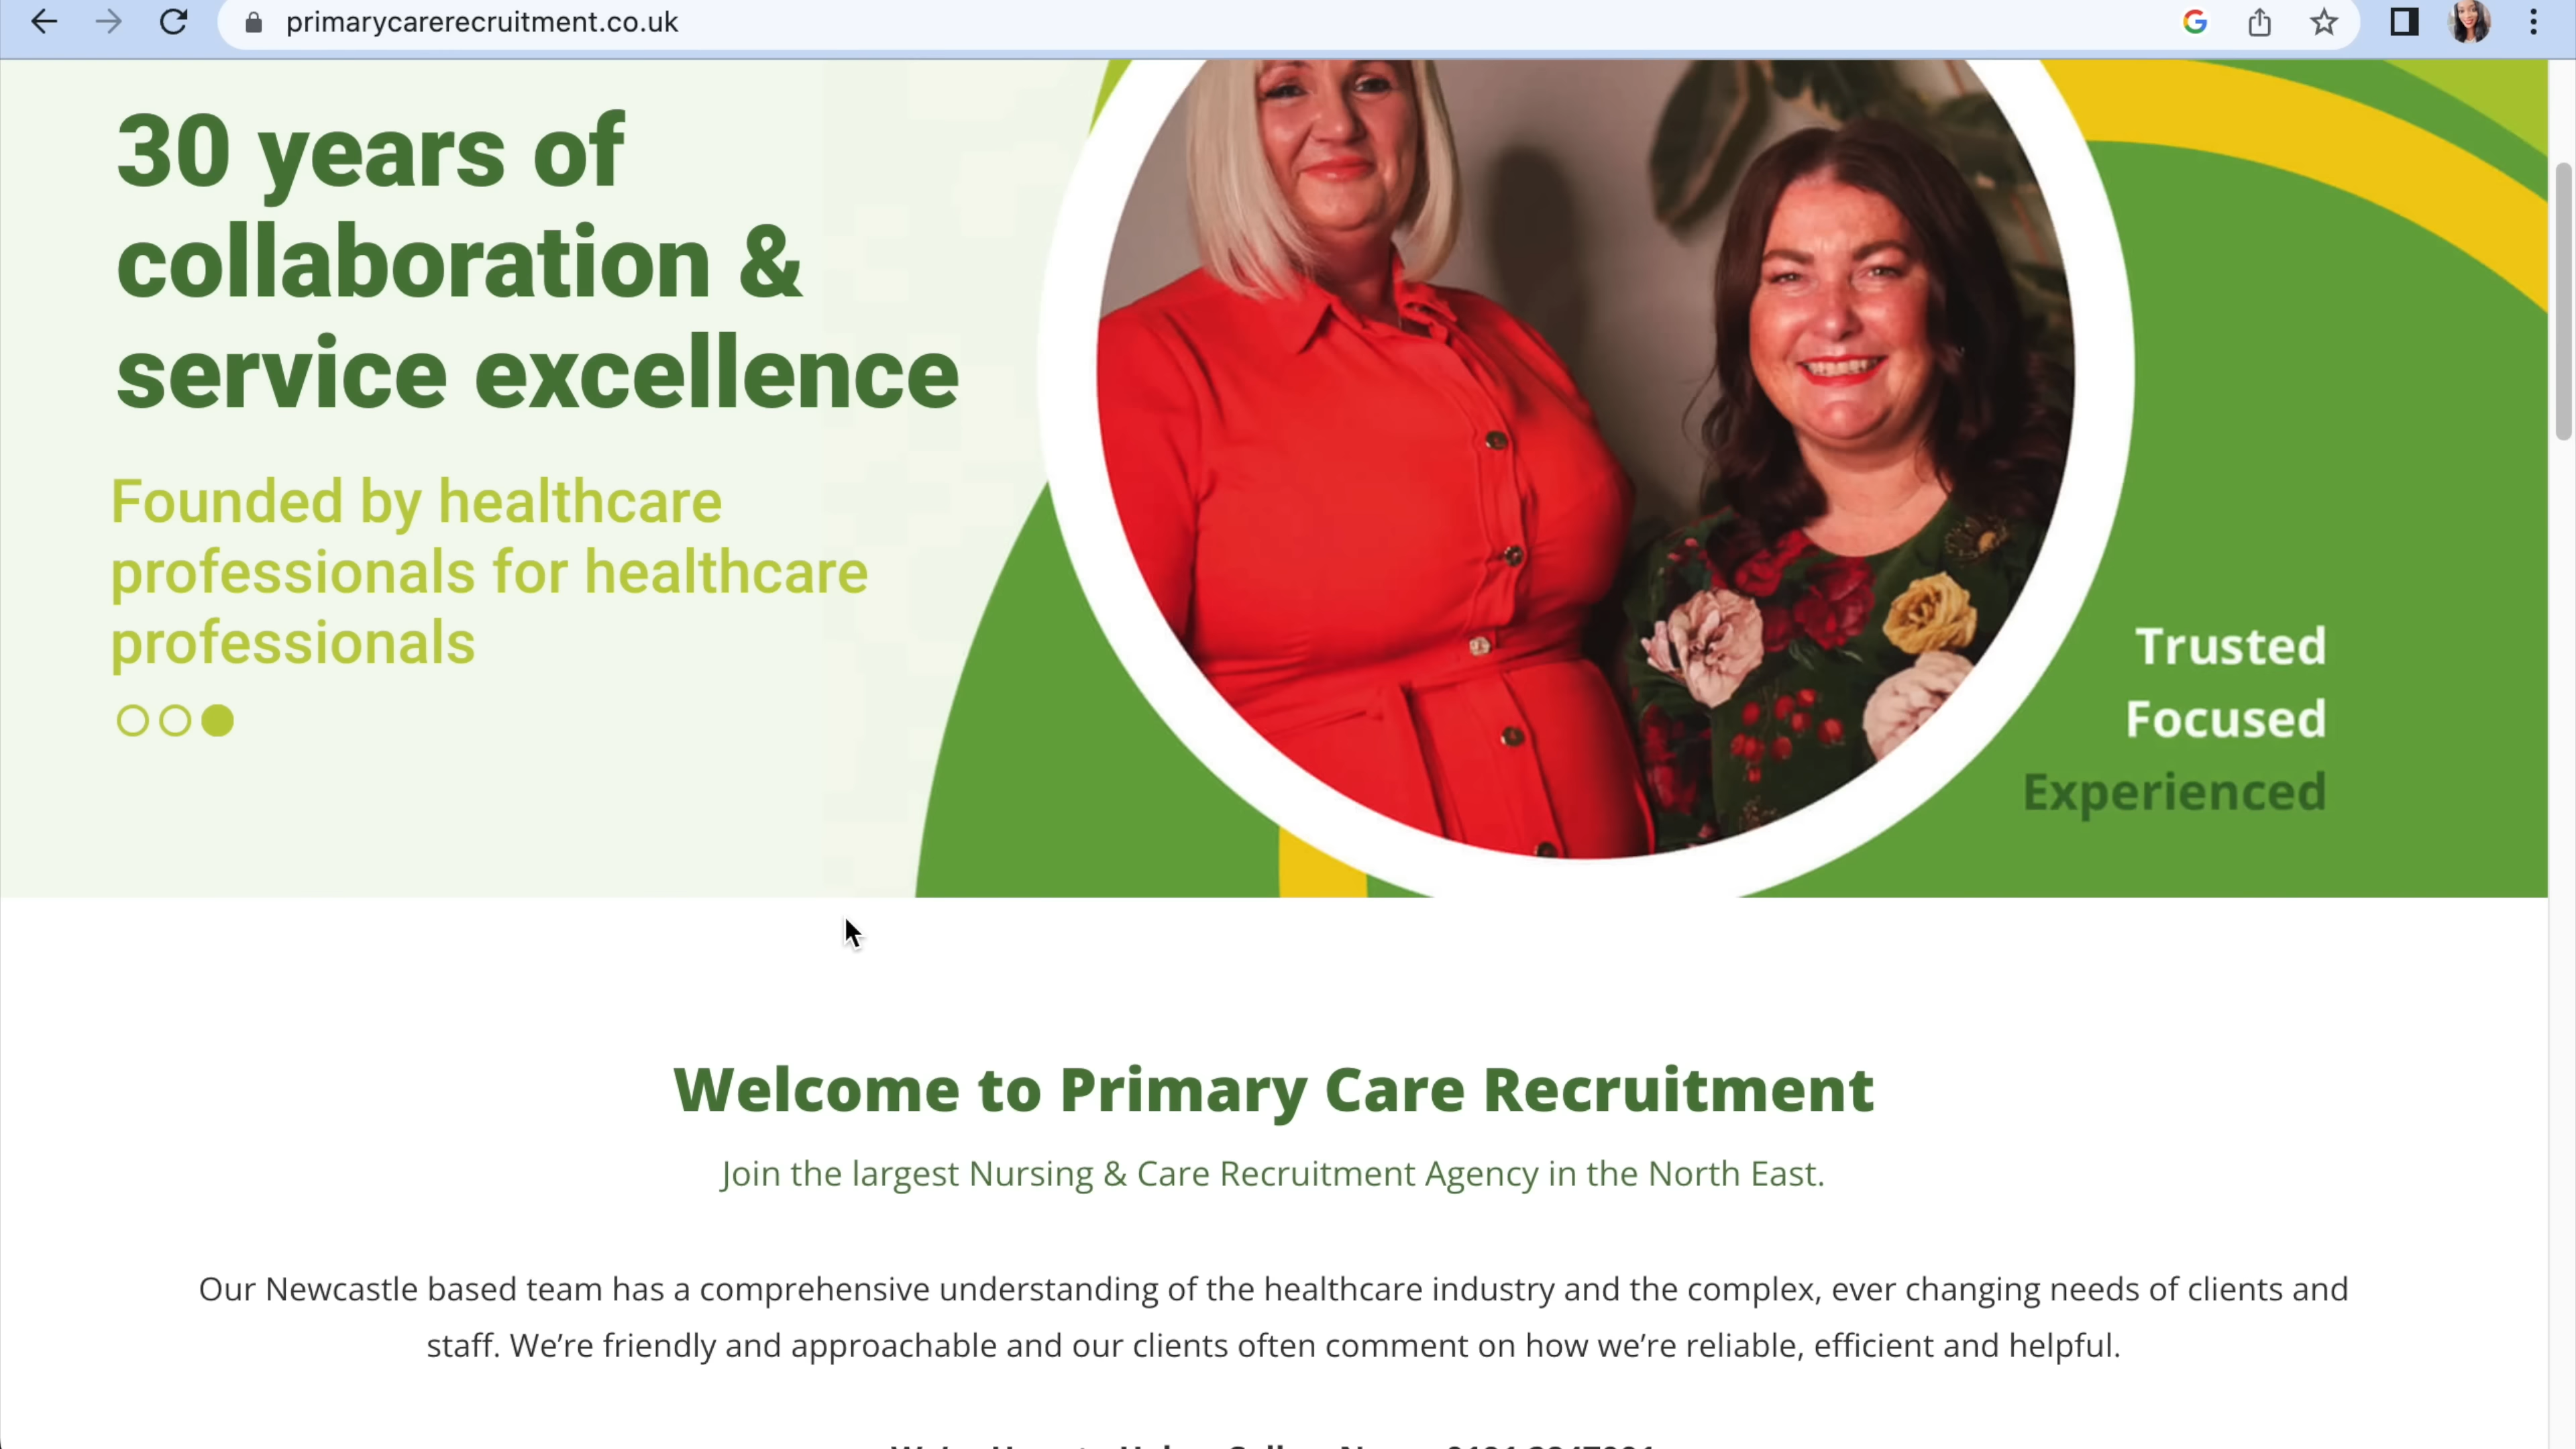 primarycarerecruitment.co.uk
30 years of
collaboration &
service excellence
Founded by healthcare
professionals for healthcare
professionals
Trusted
Focused
Experienced
Welcome to Primary Care Recruitment
Join the largest Nursing & Care Recruitment Agency in the North East.
Our Newcastle based team has a comprehensive understanding of the healthcare industry and the complex, ever changing needs of clients and
staff. We’re friendly and approachable and our clients often comment on how we’re reliable, efficient and helpful.